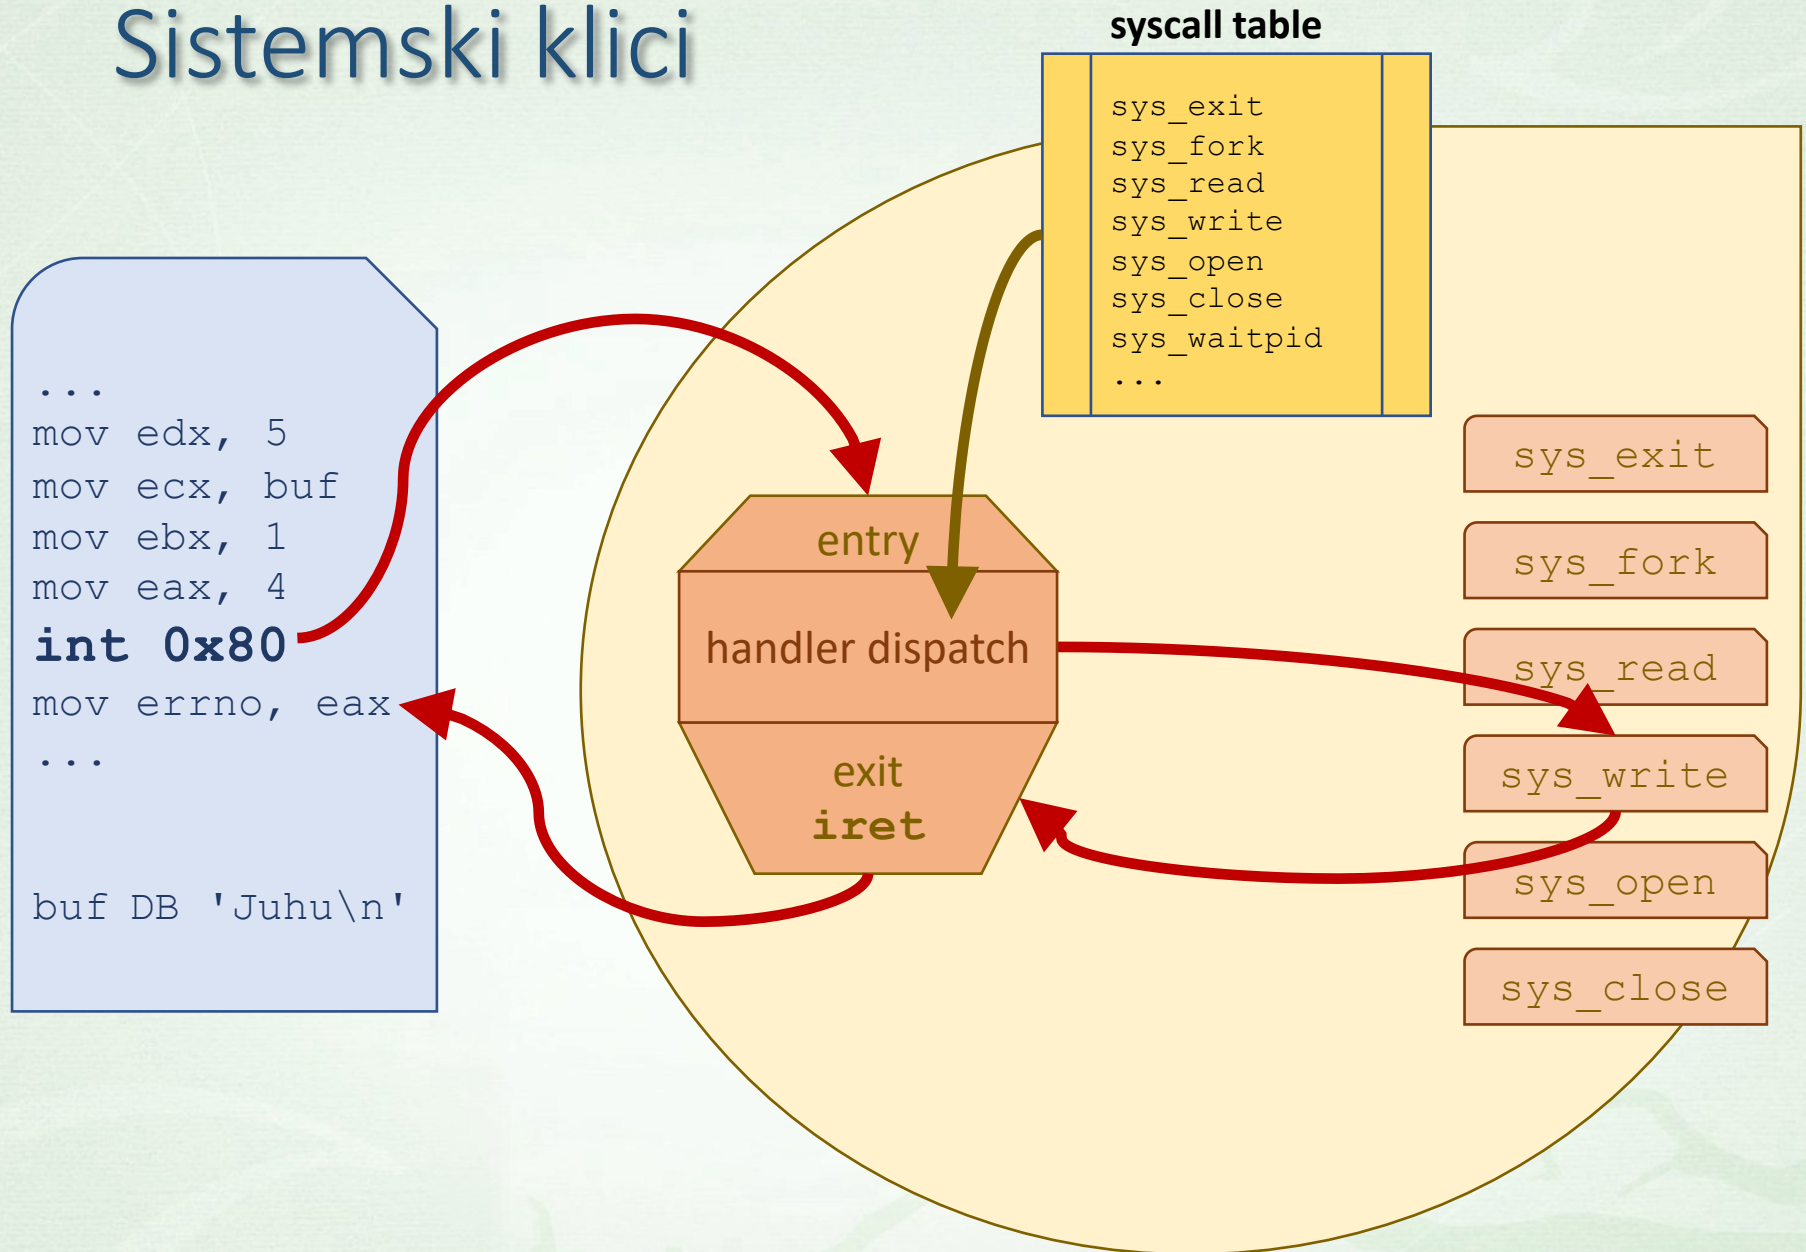 Sistemski klici
syscall table
sys_exit
sys_fork
sys_read
sys_write
sys_open
sys_close
sys_waitpid
...
...
mov edx, 5
mov ecx, buf
mov ebx, 1
mov eax, 4
int 0x80
mov errno, eax
...
buf DB 'Juhu\n'
entry
handler dispatch
exit
iret
sys_exit
sys_fork
sys_read
sys_write
sys_open
sys_close